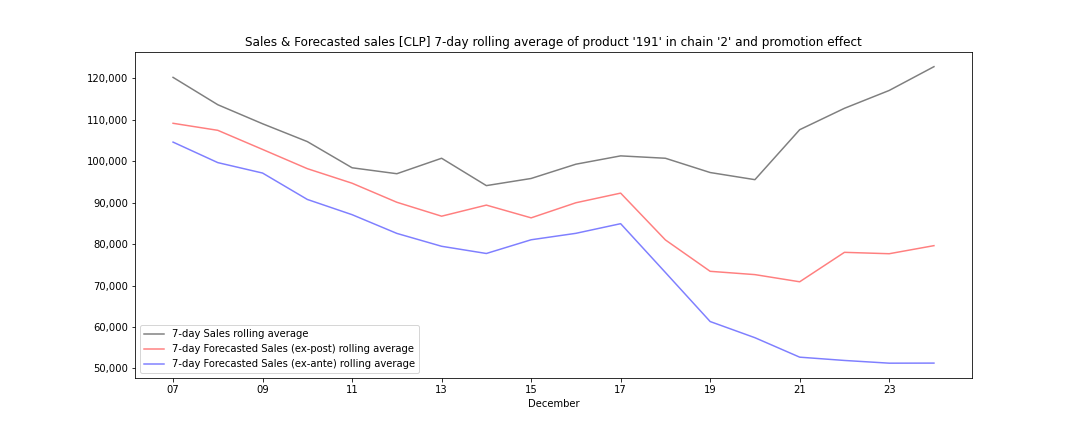 Sales & Forecasted sales [CLP] 7-day rolling average of product '191' in chain '2' and promotion effect
120,000
110,000
100,000
90,000
80,000
70,000
60,000
50,000
7-day Sales rolling average
7-day Forecasted Sales (ex-post) rolling average
7-day Forecasted Sales (ex-ante) rolling average
07 09 11 13 15 17 19 21 23
December